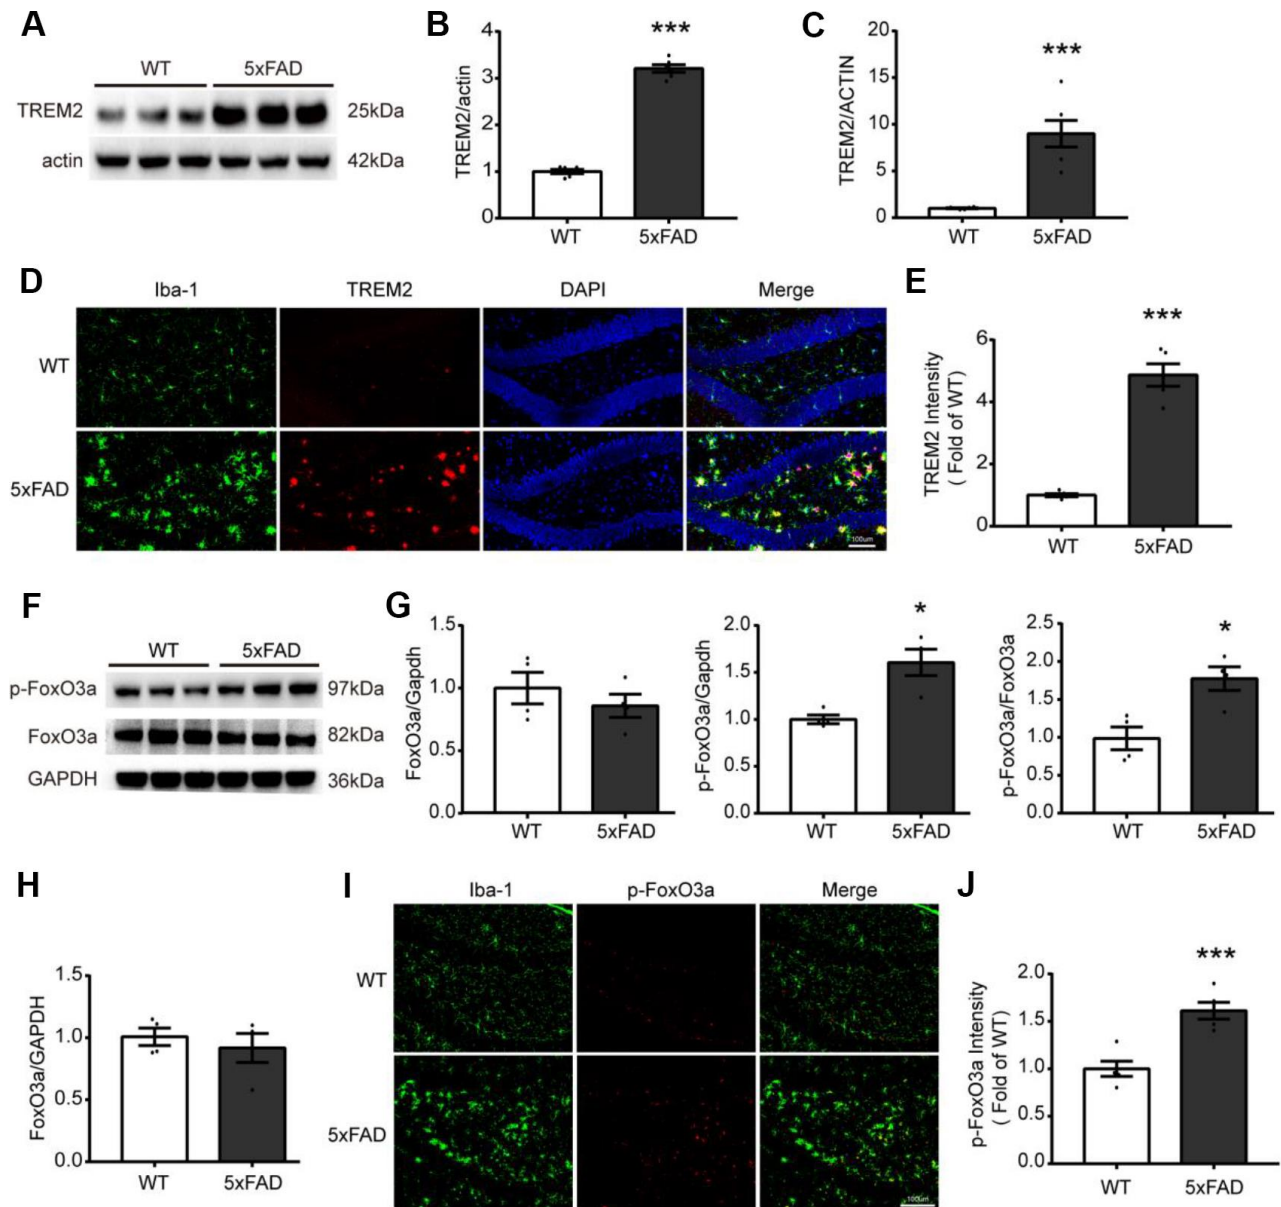 A
WT 5xFAD
TREM2 25kDa
actin 42kDa
B
4
3
2
1
0
TREM2/actin
***
WT 5xFAD
C
20
15
10
5
0
TREM2/ACTIN
***
WT 5xFAD
D
Iba-1 TREM2 DAPI Merge
WT
5xFAD
100um
E
6
4
2
0
TREM2 Intensity
( Fold of WT)
***
WT 5xFAD
F
WT 5xFAD
p-FoxO3a 97kDa
FoxO3a 82kDa
GAPDH 36kDa
G
1.5
1.0
0.5
0.0
FoxO3a/Gapdh
WT 5xFAD
2.0
1.5
1.0
0.5
0.0
p-FoxO3a/Gapdh
*
WT 5xFAD
2.5
2.0
1.5
1.0
0.5
0.0
p-FoxO3a/FoxO3a
*
WT 5xFAD
H
1.5
1.0
0.5
0.0
FoxO3a/GAPDH
WT 5xFAD
I
Iba-1 p-FoxO3a Merge
WT
5xFAD
100um
J
2.0
1.5
1.0
0.5
0.0
p-FoxO3a Intensity
( Fold of WT)
***
WT 5xFAD